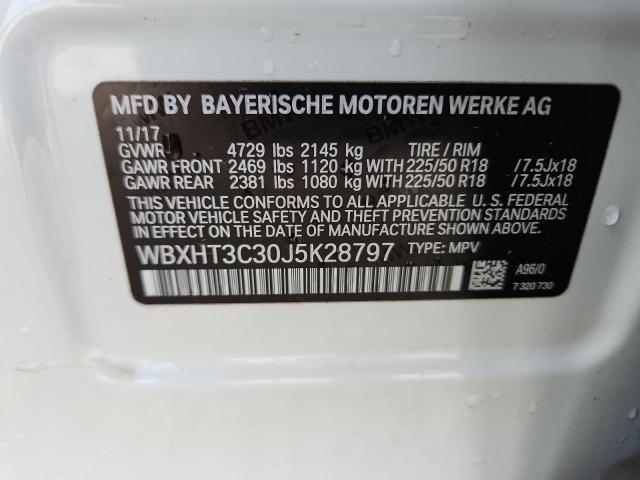 MFD BY BAYERISCHE MOTOREN WERKE AG
11/17
GVWR 4729 lbs 2145 kg TIRE / RIM
GAWR FRONT 2469 lbs 1120 kg WITH 225/50 R18 /7.5Jx18
GAWR REAR 2381 lbs 1080 kg WITH 225/50 R18 /7.5Jx18
THIS VEHICLE CONFORMS TO ALL APPLICABLE U. S. FEDERAL
MOTOR VEHICLE SAFETY AND THEFT PREVENTION
STANDARDS IN EFFECT ON THE DATE OF MANUFACTURE SHOWN ABOVE.
WBXHT3C30J5K28797 TYPE: MPV
A96/0
7 320 730